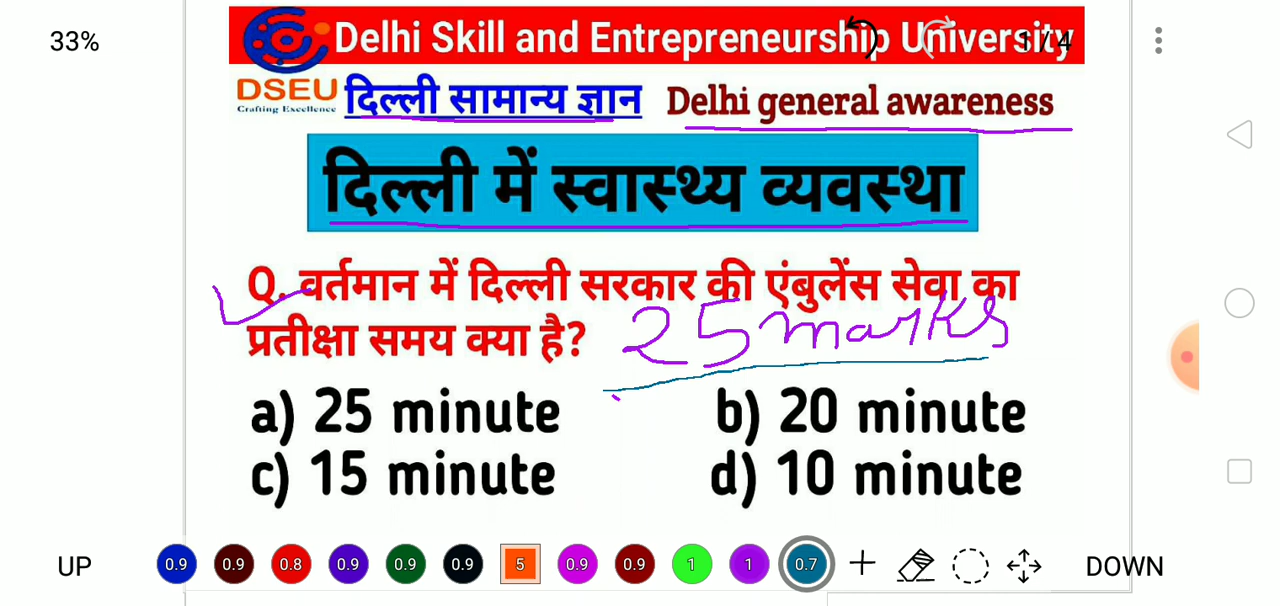 33%
Delhi Skill and Entrepreneurship University
1 / 4
DSEU
Crafting Excellence
दिल्ली सामान्य ज्ञान Delhi general awareness
दिल्ली में स्वास्थ्य व्यवस्था
Q. वर्तमान में दिल्ली सरकार की एंबुलेंस सेवा का
प्रतीक्षा समय क्या है?
25 marks
a) 25 minute b) 20 minute
c) 15 minute d) 10 minute
UP 0.9 0.9 0.8 0.9 0.9 0.9 5 0.9 0.9 1 1 0.7 DOWN